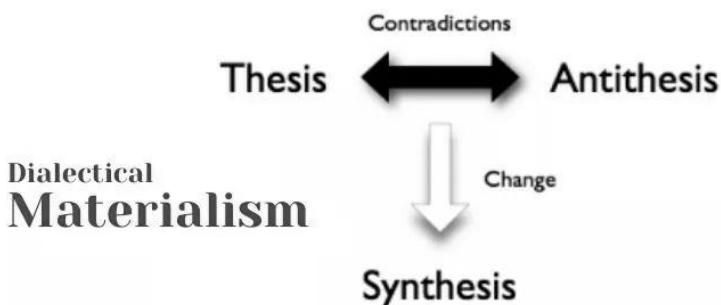 Contradictions
Thesis Antithesis
Dialectical
Materialism
Change
Synthesis